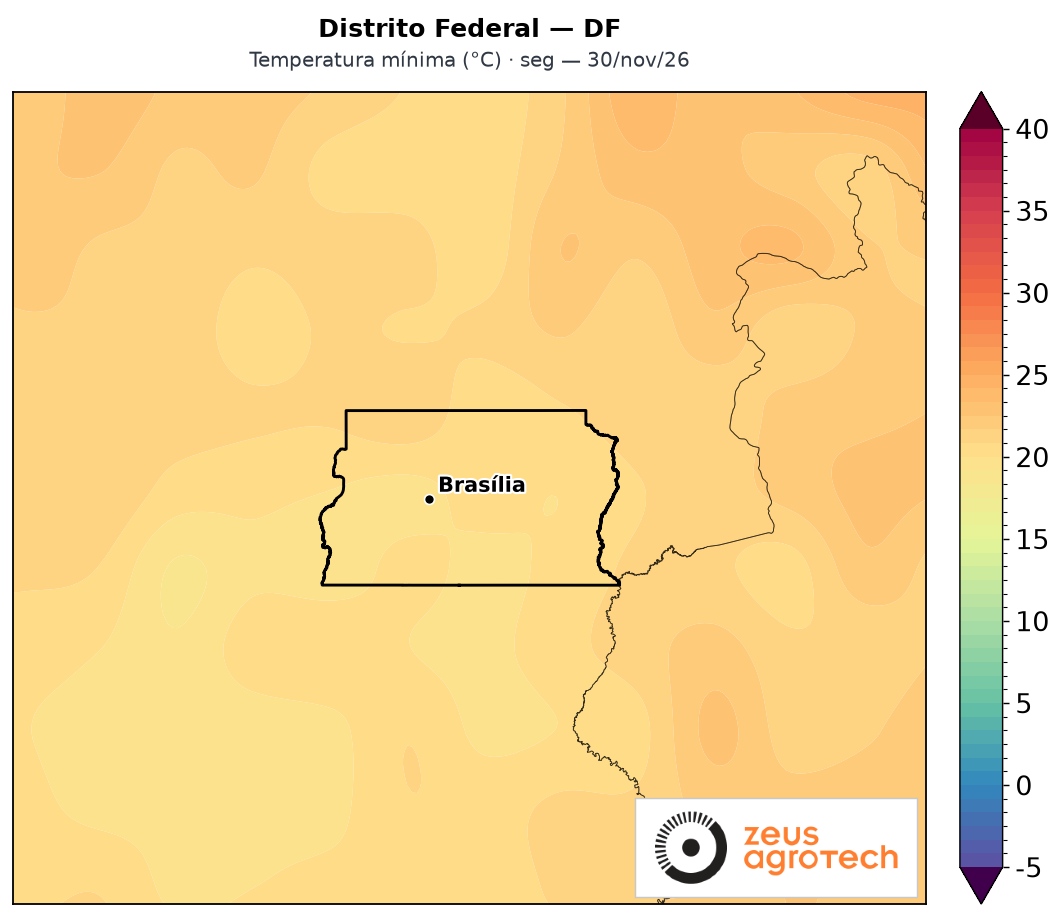 Distrito Federal — DF
Temperatura mínima (°C) · seg — 30/nov/26
40
35
30
25
20
15
10
5
0
-5
Brasília
zeus
agrotech